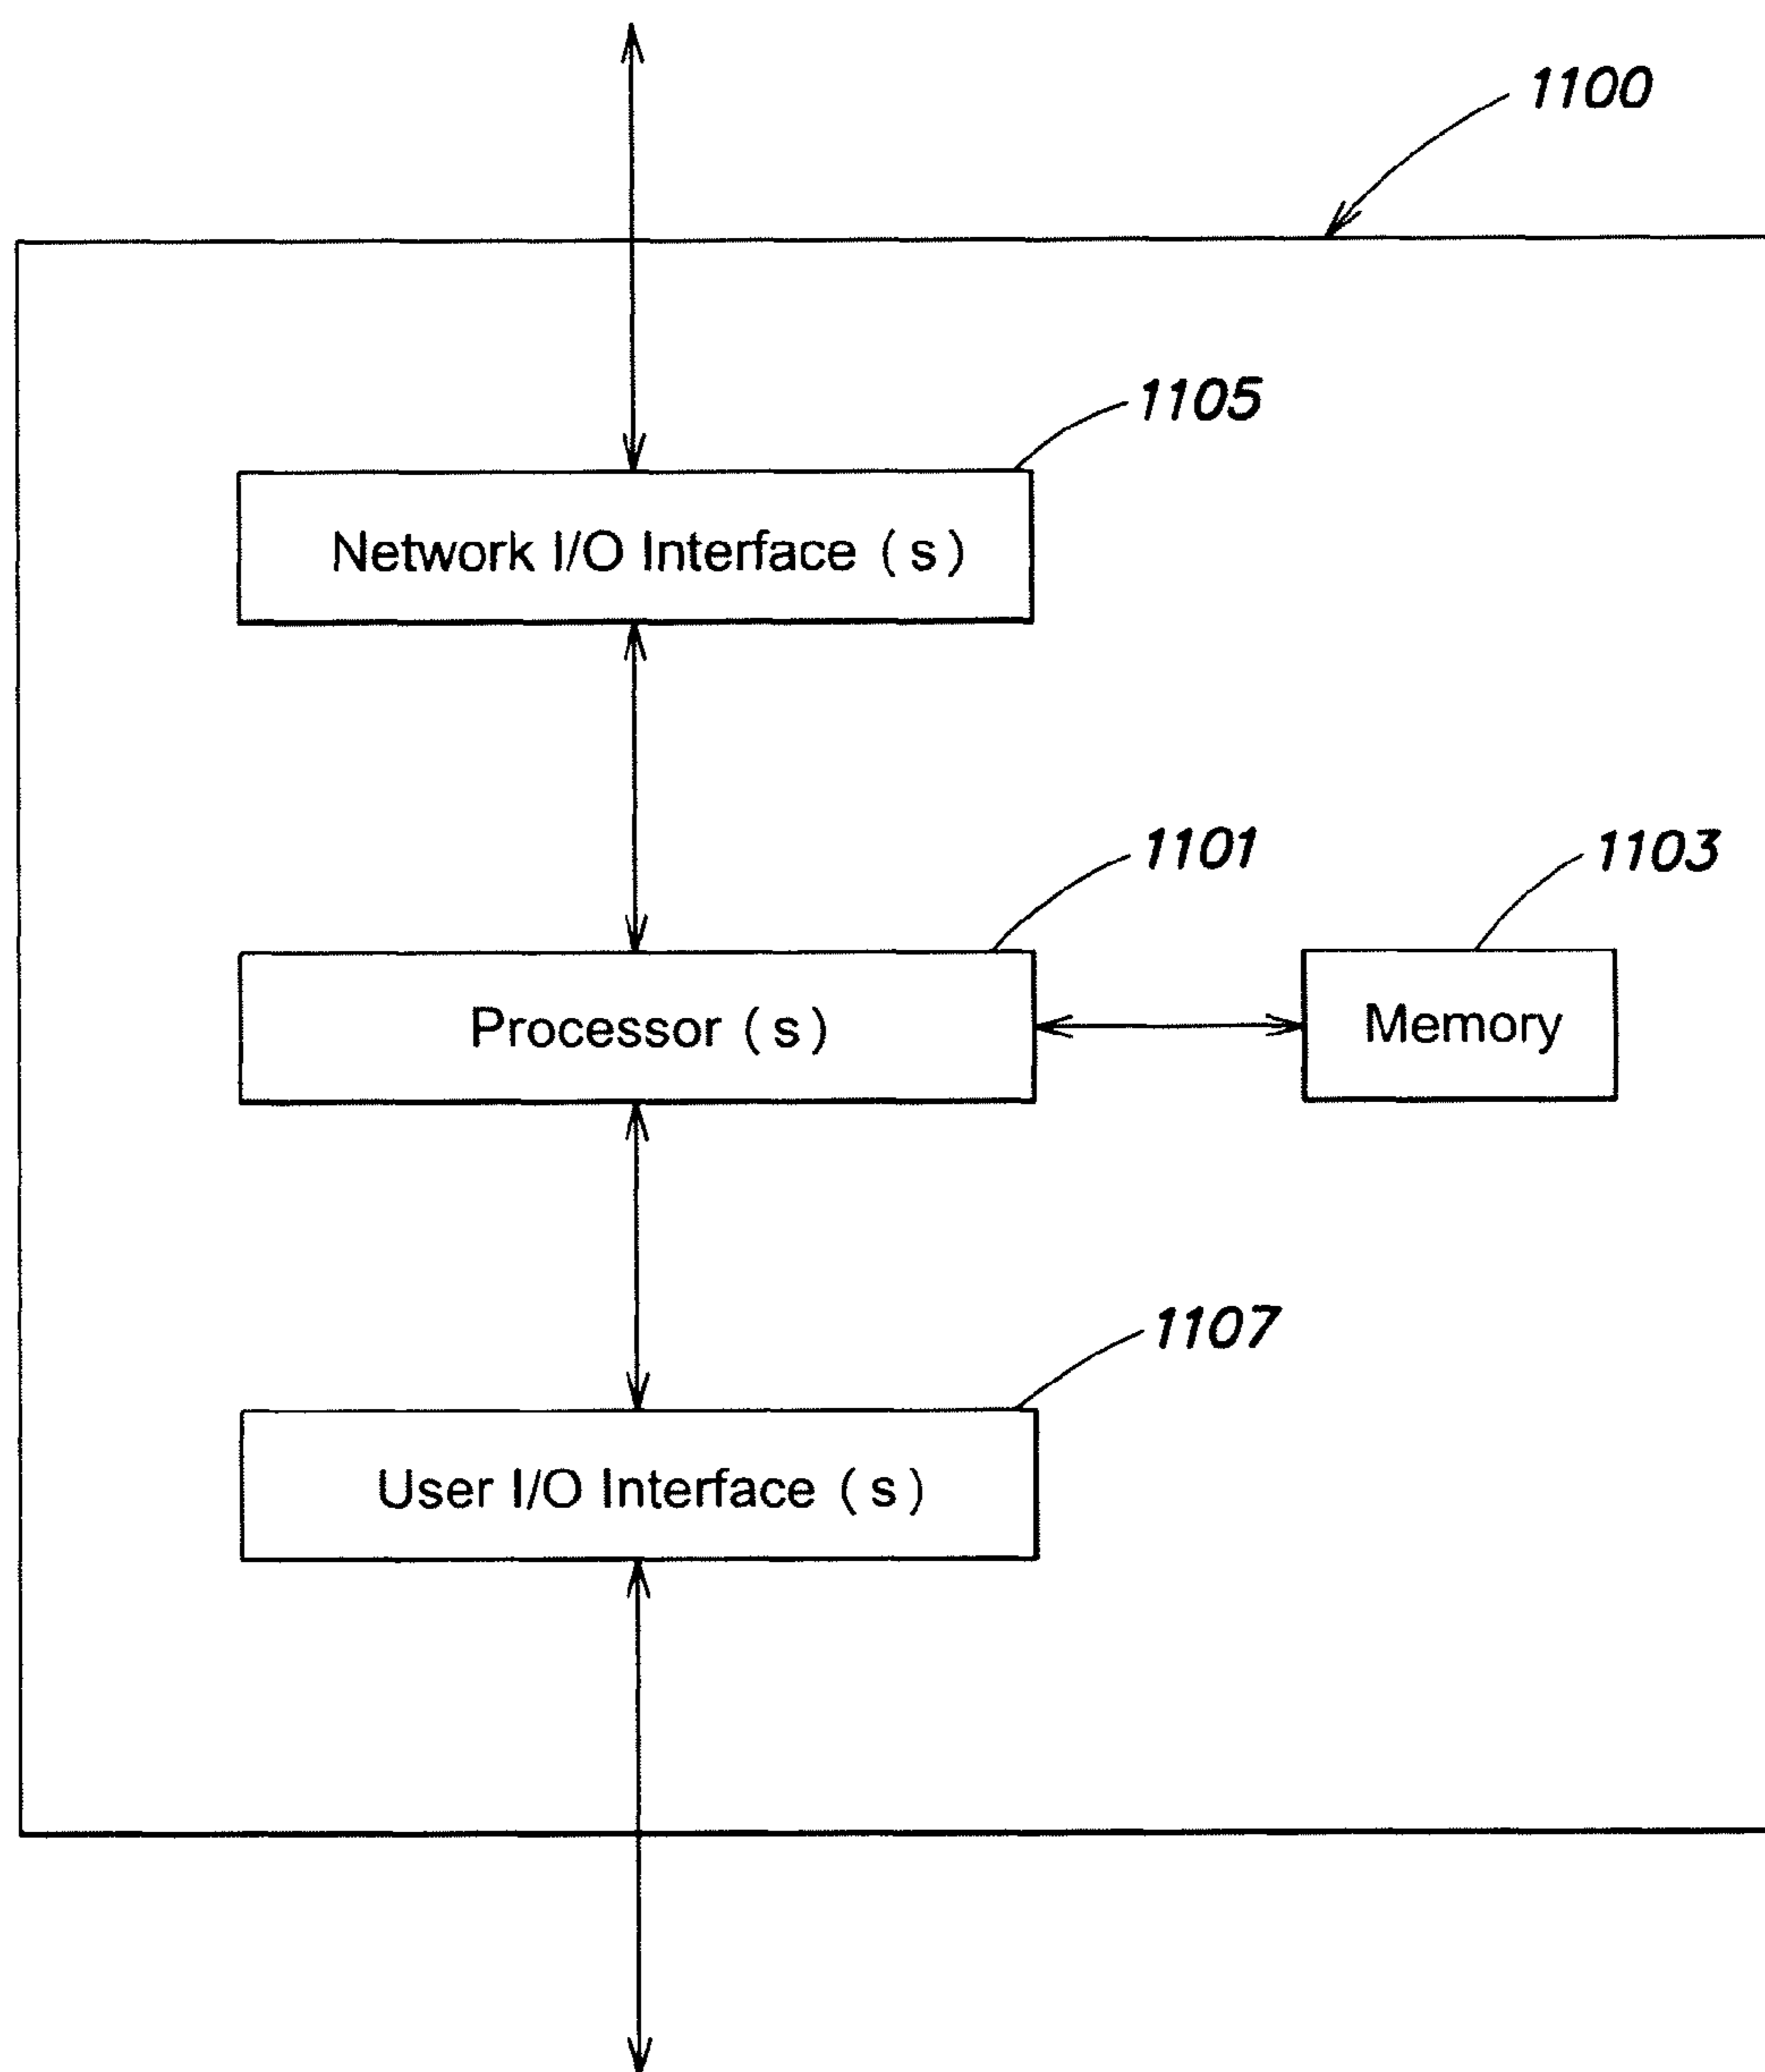 1100
1105
Network I/O Interface (s)
1101
1103
Processor (s)
Memory
1107
User I/O Interface (s)